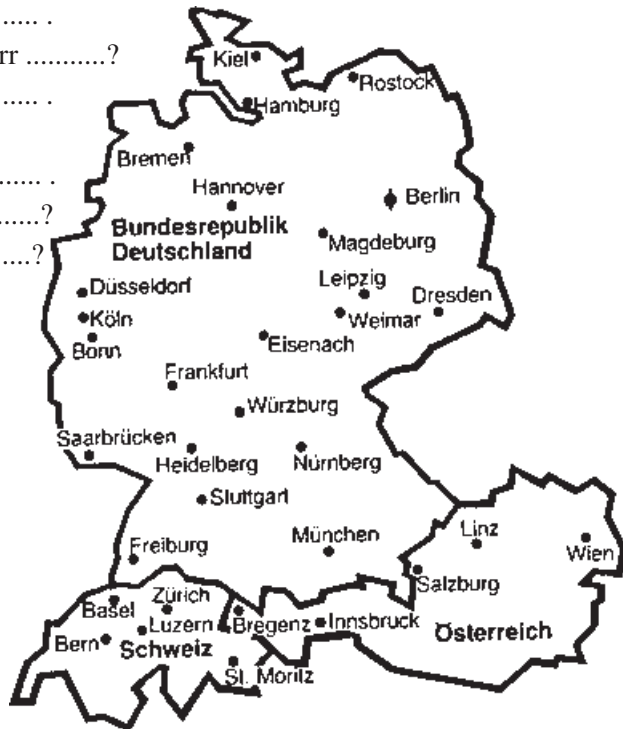 ..... .
rr ...........?
..... .
....... .
.......?
.....?
Kiel
Rostock
Hamburg
Bremen
Hannover
Berlin
Bundesrepublik
Deutschland
Magdeburg
Leipzig
Düsseldorf
Dresden
Köln
Weimar
Bonn
Eisenach
Frankfurt
Würzburg
Saarbrücken
Heidelberg
Nürnberg
Stuttgart
München
Linz
Freiburg
Wien
Salzburg
Basel
Zürich
Luzern
Bregenz
Innsbruck
Bern
Schweiz
Österreich
St. Moritz